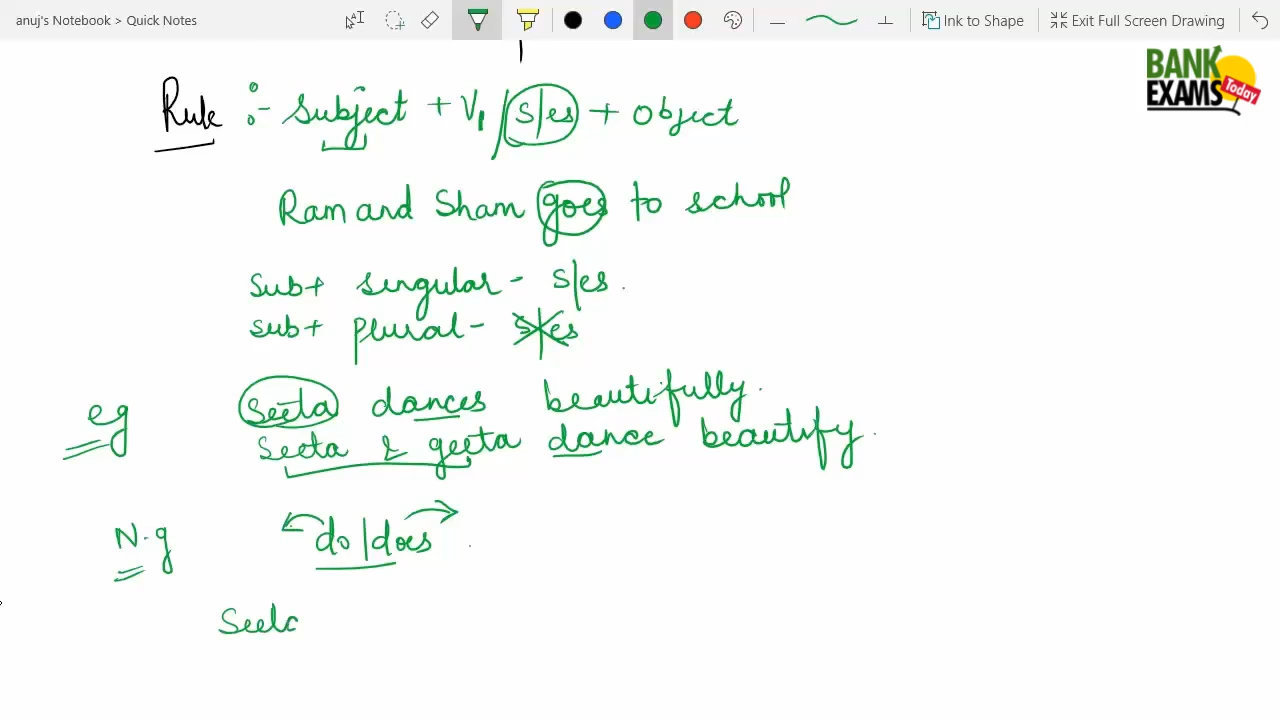 anuj's Notebook > Quick Notes
Ink to Shape
Exit Full Screen Drawing
BANK EXAMS Today
Rule :- Subject + V1/s/es + Object
Ram and Sham goes to school
Sub+ singular - s/es.
sub+ plural - s/es
eg Seeta dances beautifully.
Seeta & geeta dance beautify.
N.g do/does.
Seeta